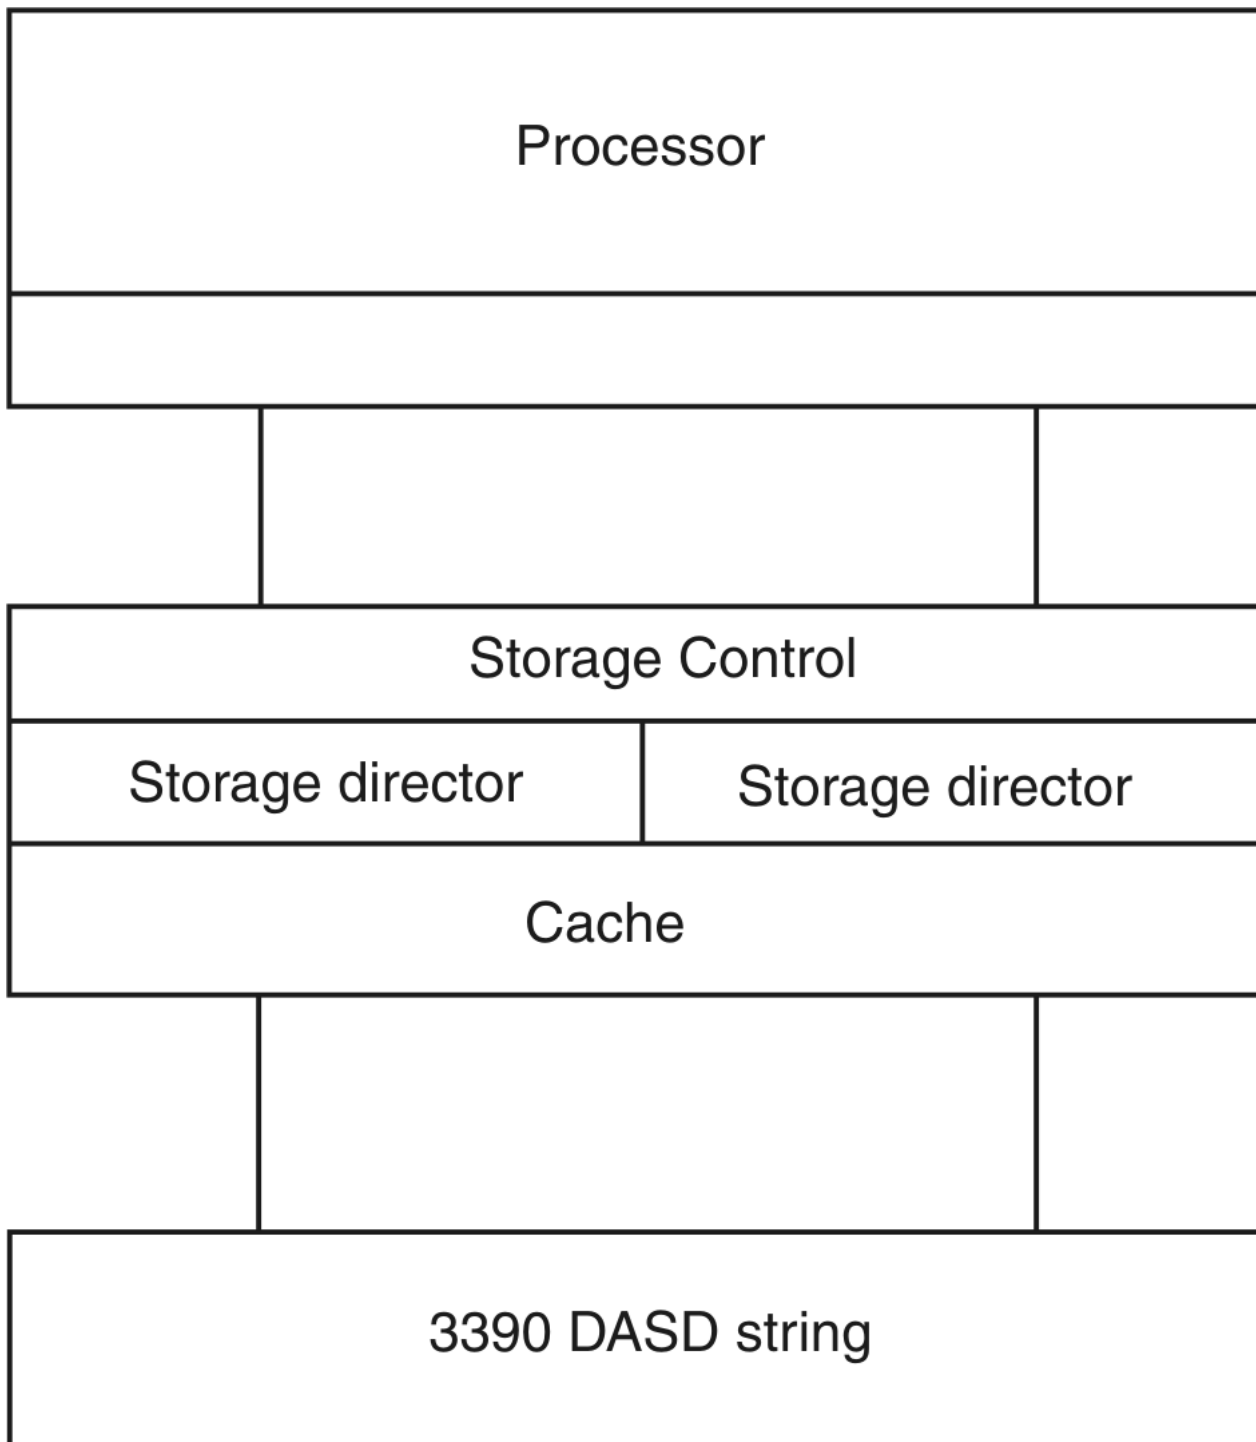 Processor
Storage Control
Storage director
Storage director
Cache
3390 DASD string